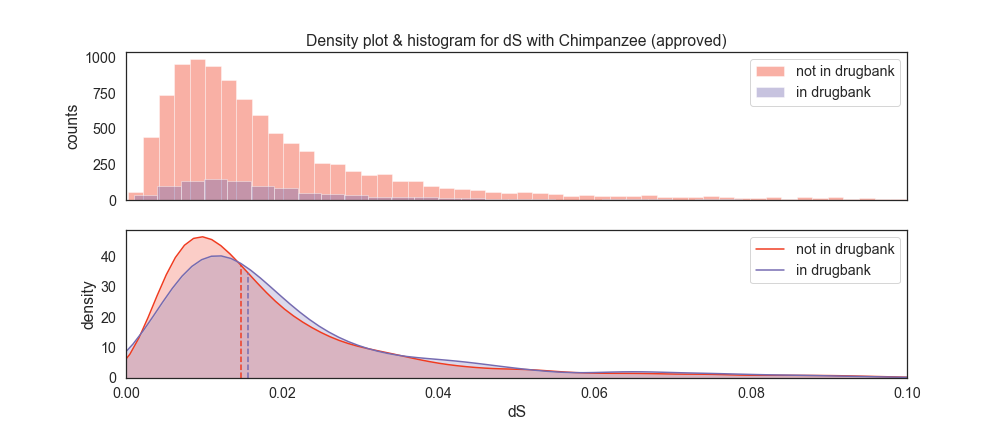 Density plot & histogram for dS with Chimpanzee (approved)
counts
1000
750
500
250
0
not in drugbank
in drugbank
density
40
30
20
10
0
not in drugbank
in drugbank
0.00 0.02 0.04 0.06 0.08 0.10
dS